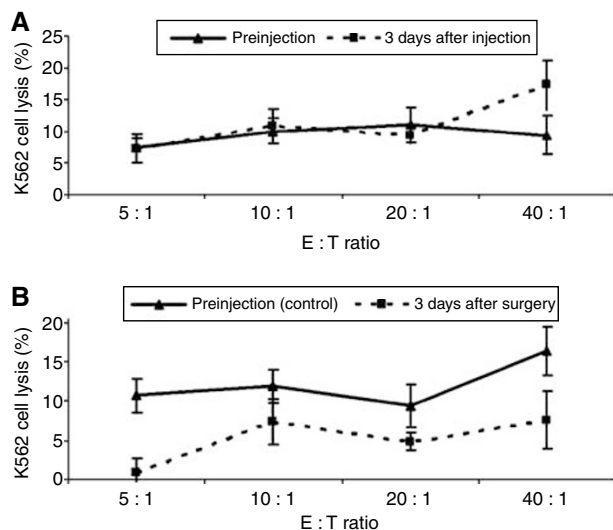 A
Preinjection
3 days after injection
K562 cell lysis (%)
25
20
15
10
5
0
5 : 1
10 : 1
20 : 1
40 : 1
E : T ratio
B
Preinjection (control)
3 days after surgery
K562 cell lysis (%)
20
15
10
5
0
5 : 1
10 : 1
20 : 1
40 : 1
E : T ratio